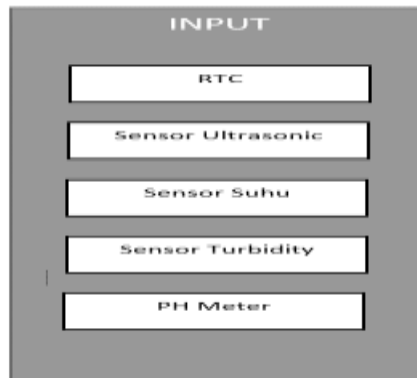 INPUT
RTC
Sensor Ultrasonic
Sensor Suhu
Sensor Turbidity
PH Meter